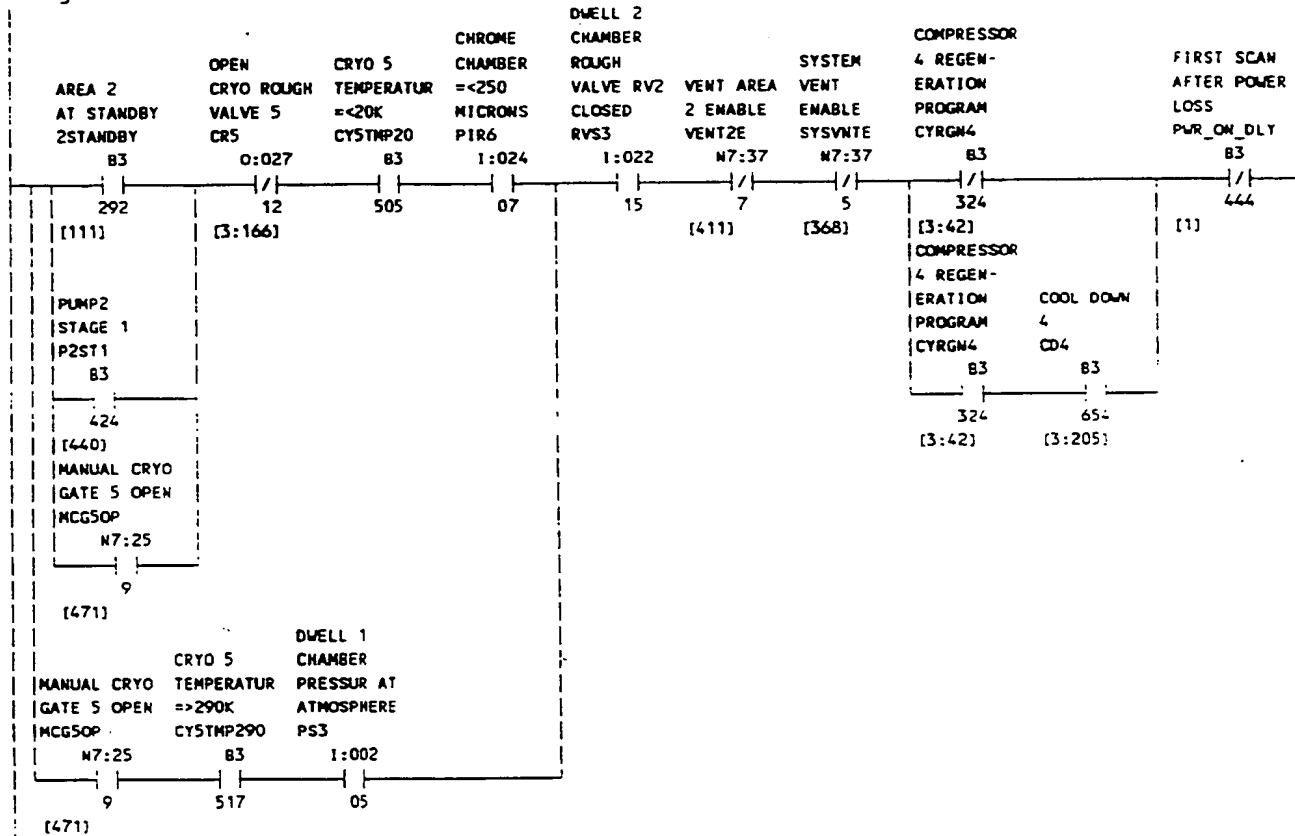 DWELL 2
CHROME CHAMBER COMPRESSOR
OPEN CRYO 5 CHAMBER ROUGH SYSTEM 4 REGEN- FIRST SCAN
AREA 2 CRYO ROUGH TEMPERATUR =<250 VALVE RV2 VENT AREA VENT ERATION AFTER POWER
AT STANDBY VALVE 5 =<20K MICRONS CLOSED 2 ENABLE ENABLE PROGRAM LOSS
2STANDBY CR5 CY5TMP20 PIR6 RVS3 VENT2E SYSVNTE CYRGN4 PWR_ON_DLY
B3 O:027 B3 I:024 I:022 N7:37 N7:37 B3 B3
292 12 505 07 15 7 5 324 444
[111] [3:166] [411] [368] [3:42] [1]
COMPRESSOR
4 REGEN-
PUMP2 ERATION COOL DOWN
STAGE 1 PROGRAM 4
P2ST1 CYRGN4 CD4
B3 B3 B3
424 324 654
[440] [3:42] [3:205]
MANUAL CRYO
GATE 5 OPEN
MCG5OP
N7:25
9
[471]
DWELL 1
CRYO 5 CHAMBER
MANUAL CRYO TEMPERATUR PRESSUR AT
GATE 5 OPEN =>290K ATMOSPHERE
MCG5OP CY5TMP290 PS3
N7:25 B3 I:002
9 517 05
[471]